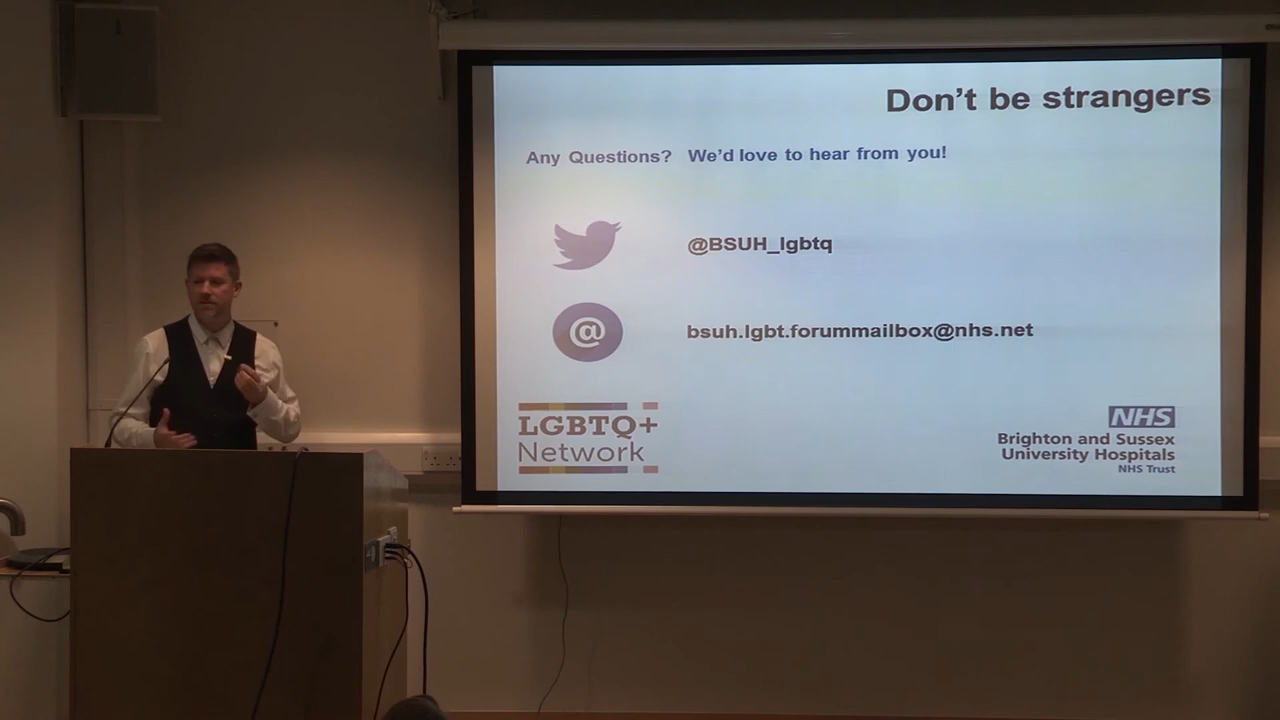 Don't be strangers
Any Questions? We'd love to hear from you!
@BSUH_lgbtq
@
bsuh.lgbt.forummailbox@nhs.net
LGBTQ+
Network
NHS
Brighton and Sussex
University Hospitals
NHS Trust